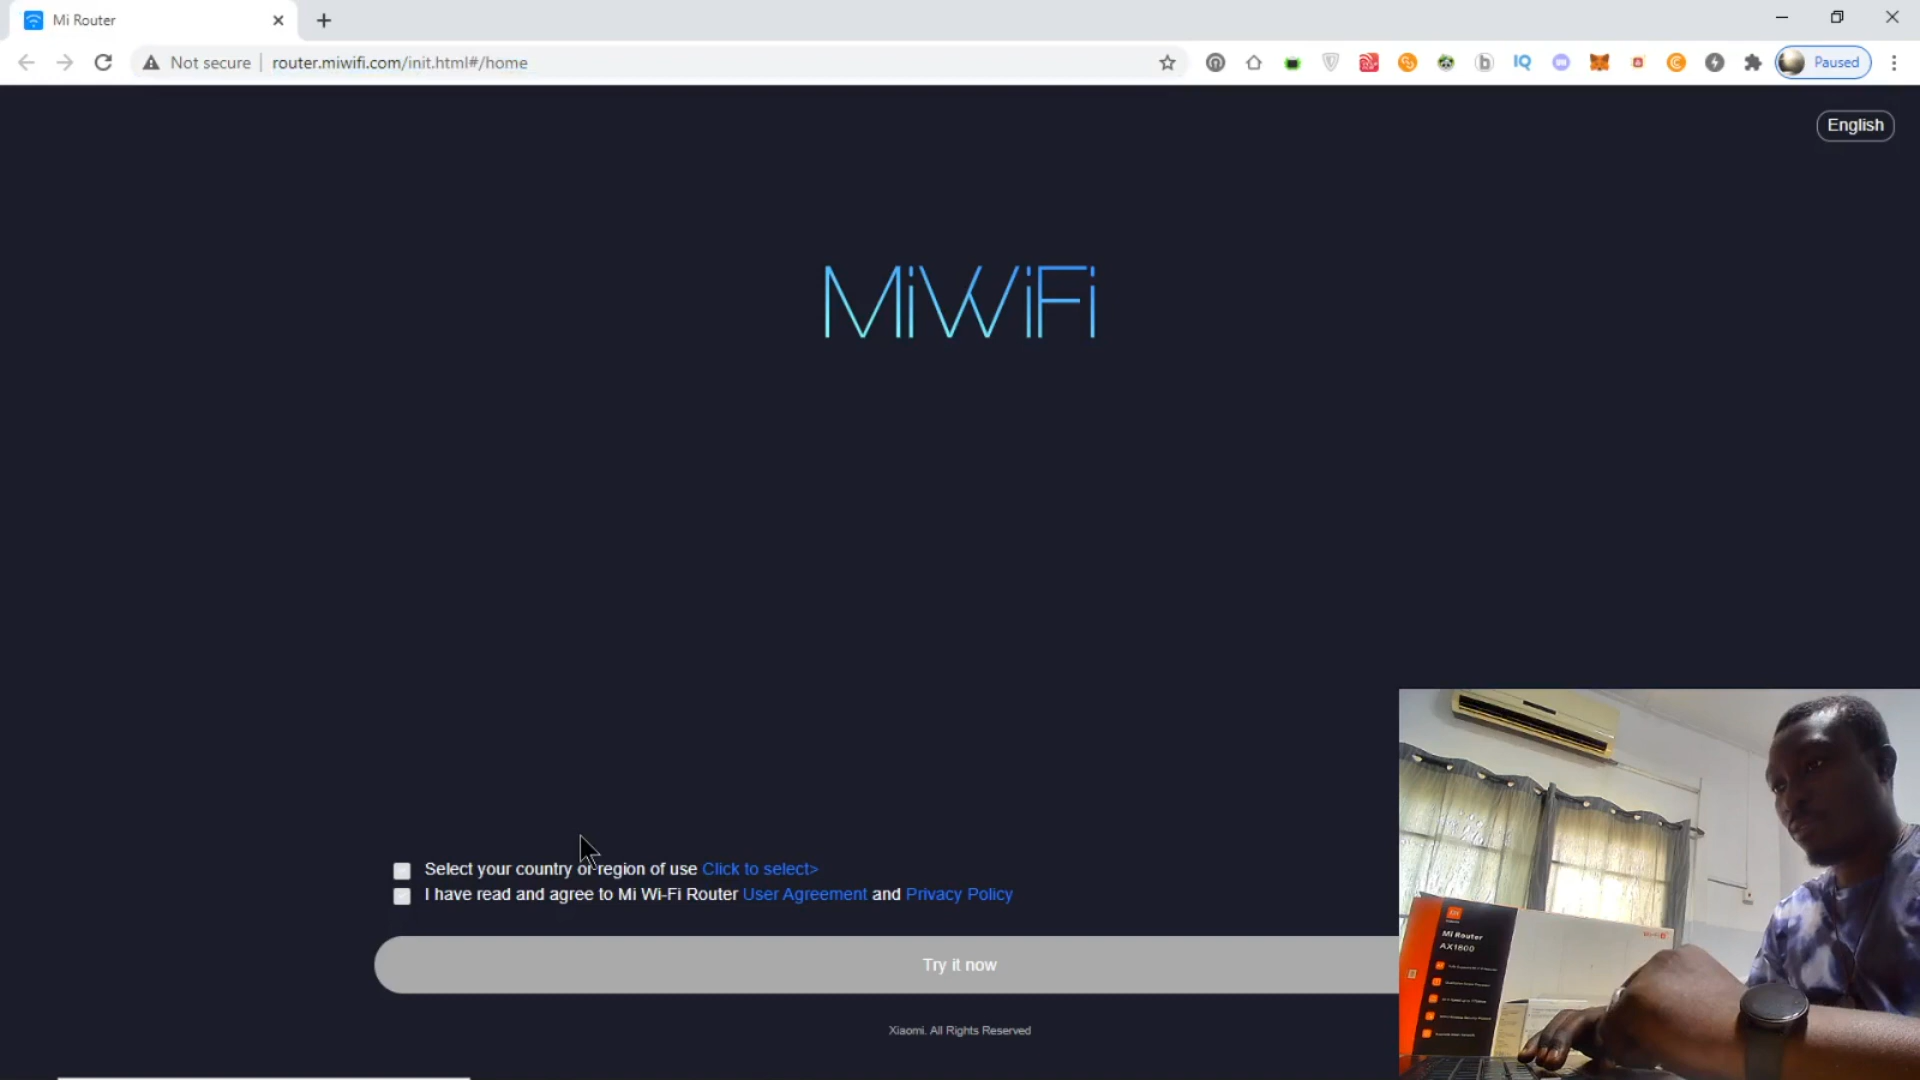 Mi Router
Not secure
router.miwifi.com/init.html#/home
IQ
Paused
English
MiWiFi
Select your country or region of use Click to select>
I have read and agree to Mi Wi-Fi Router User Agreement and Privacy Policy
Try it now
Xiaomi. All Rights Reserved
Mi Router
AX1800